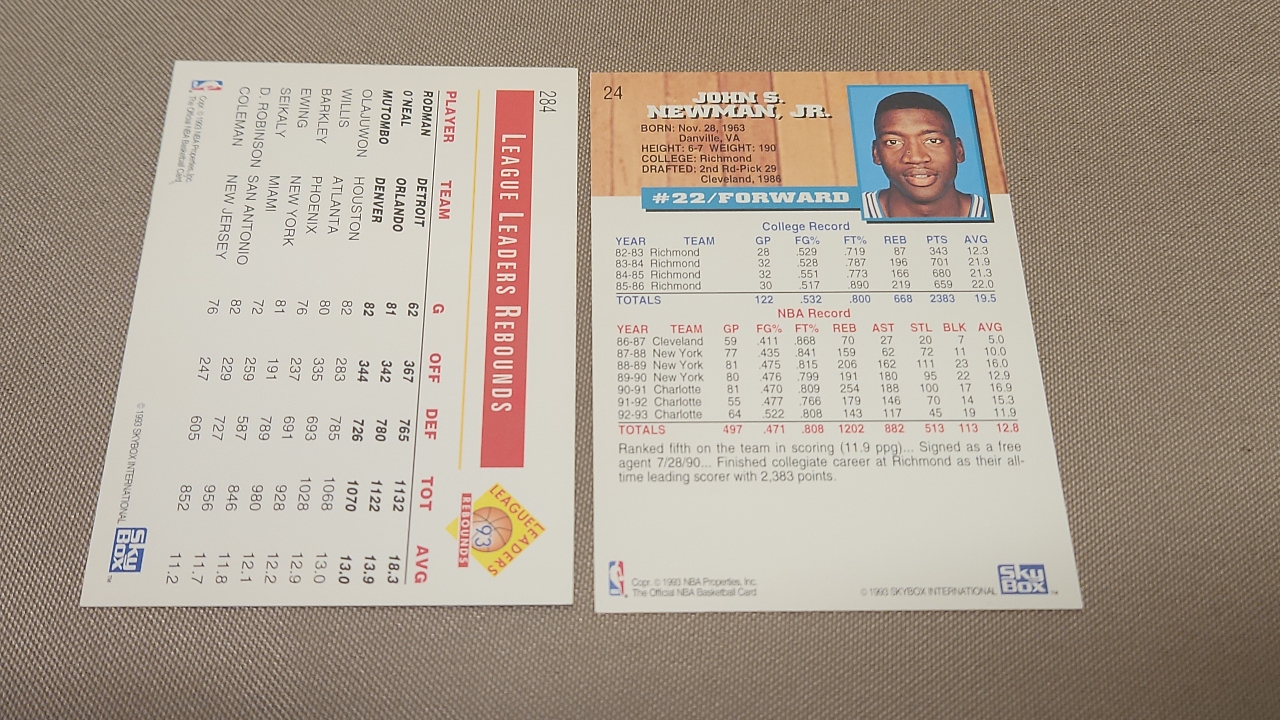 284
LEAGUE LEADERS REBOUNDS
LEAGUE LEADERS
93
REBOUNDS
PLAYER TEAM G OFF DEF TOT AVG
RODMAN DETROIT 62 367 765 1132 18.3
O'NEAL ORLANDO 81 342 780 1122 13.9
MUTOMBO DENVER 82 344 726 1070 13.0
OLAJUWON HOUSTON 82 283 785 1068 13.0
WILLIS ATLANTA 80 335 693 1028 12.9
BARKLEY PHOENIX 76 237 691 928 12.2
EWING NEW YORK 81 191 789 980 12.1
SEIKALY MIAMI 72 259 587 846 11.8
D. ROBINSON SAN ANTONIO 82 229 727 956 11.7
COLEMAN NEW JERSEY 76 247 605 852 11.2
Copr. © 1993 NBA Properties, Inc.
The Official NBA Basketball Card
© 1993 SKYBOX INTERNATIONAL
SKY BOX™
24
JOHN S.
NEWMAN, JR.
BORN: Nov. 28, 1963
Danville, VA
HEIGHT: 6-7 WEIGHT: 190
COLLEGE: Richmond
DRAFTED: 2nd Rd-Pick 29
Cleveland, 1986
#22/FORWARD
College Record
YEAR TEAM GP FG% FT% REB PTS AVG
82-83 Richmond 28 .529 .719 87 343 12.3
83-84 Richmond 32 .528 .787 196 701 21.9
84-85 Richmond 32 .551 .773 166 680 21.3
85-86 Richmond 30 .517 .890 219 659 22.0
TOTALS 122 .532 .800 668 2383 19.5
NBA Record
YEAR TEAM GP FG% FT% REB AST STL BLK AVG
86-87 Cleveland 59 .411 .868 70 27 20 7 5.0
87-88 New York 77 .435 .841 159 62 72 11 10.0
88-89 New York 81 .475 .815 206 162 111 23 16.0
89-90 New York 80 .476 .799 191 180 95 22 12.9
90-91 Charlotte 81 .470 .809 254 188 100 17 16.9
91-92 Charlotte 55 .477 .766 179 146 70 14 15.3
92-93 Charlotte 64 .522 .808 143 117 45 19 11.9
TOTALS 497 .471 .808 1202 882 513 113 12.8
Ranked fifth on the team in scoring (11.9 ppg)... Signed as a free
agent 7/28/90... Finished collegiate career at Richmond as their all-
time leading scorer with 2,383 points.
Copr. © 1993 NBA Properties, Inc.
The Official NBA Basketball Card
© 1993 SKYBOX INTERNATIONAL
SKY BOX™